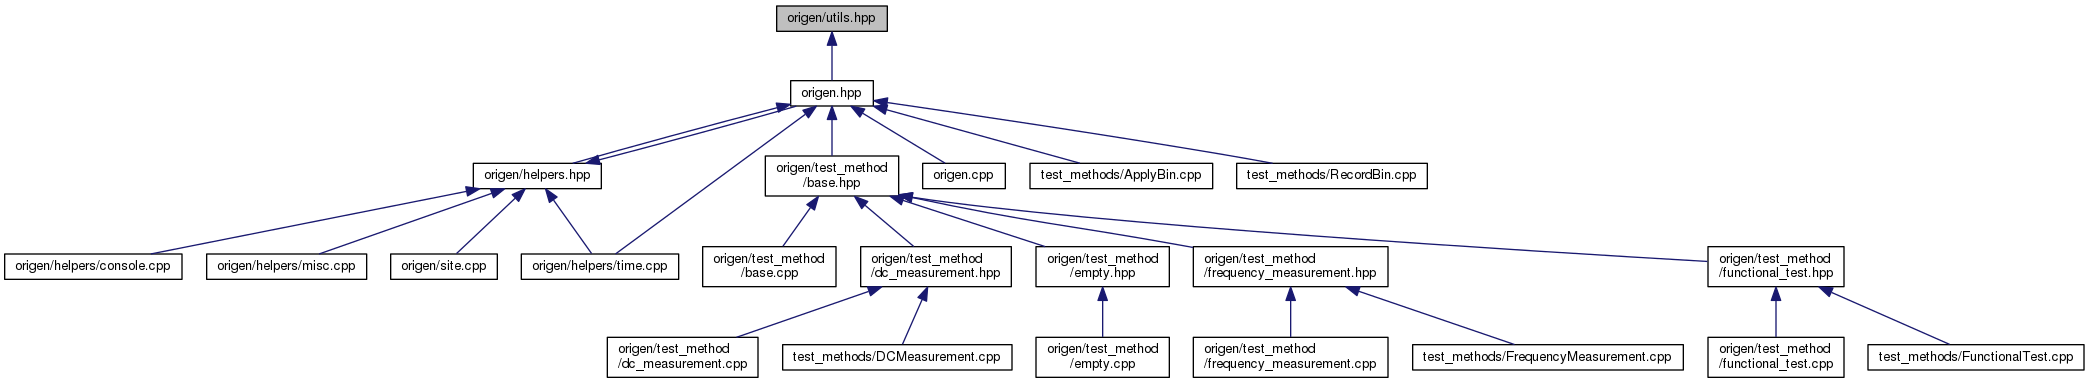 origen/utils.hpp
origen.hpp
origen/helpers.hpp
origen/test_method
/base.hpp
origen.cpp
test_methods/ApplyBin.cpp
test_methods/RecordBin.cpp
origen/helpers/console.cpp
origen/helpers/misc.cpp
origen/site.cpp
origen/helpers/time.cpp
origen/test_method
/base.cpp
origen/test_method
/dc_measurement.hpp
origen/test_method
/empty.hpp
origen/test_method
/frequency_measurement.hpp
origen/test_method
/functional_test.hpp
origen/test_method
/dc_measurement.cpp
test_methods/DCMeasurement.cpp
origen/test_method
/empty.cpp
origen/test_method
/frequency_measurement.cpp
test_methods/FrequencyMeasurement.cpp
origen/test_method
/functional_test.cpp
test_methods/FunctionalTest.cpp